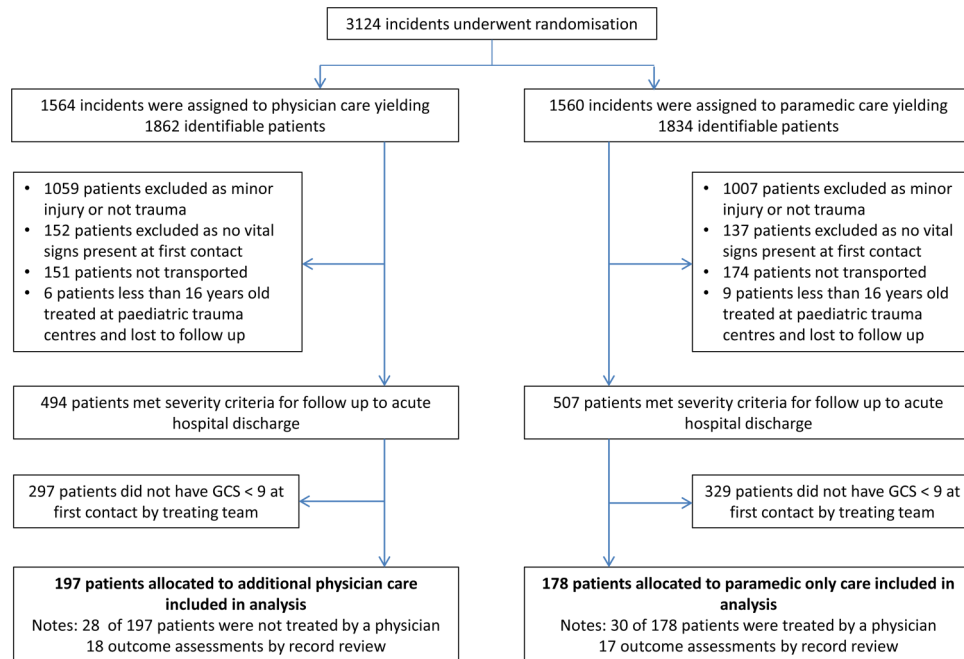 3124 incidents underwent randomisation
1564 incidents were assigned to physician care yielding
1862 identifiable patients
1560 incidents were assigned to paramedic care yielding
1834 identifiable patients
• 1059 patients excluded as minor
injury or not trauma
• 152 patients excluded as no vital
signs present at first contact
• 151 patients not transported
• 6 patients less than 16 years old
treated at paediatric trauma
centres and lost to follow up
• 1007 patients excluded as minor
injury or not trauma
• 137 patients excluded as no vital
signs present at first contact
• 174 patients not transported
• 9 patients less than 16 years old
treated at paediatric trauma
centres and lost to follow up
494 patients met severity criteria for follow up to acute
hospital discharge
507 patients met severity criteria for follow up to acute
hospital discharge
297 patients did not have GCS < 9 at
first contact by treating team
329 patients did not have GCS < 9 at
first contact by treating team
197 patients allocated to additional physician care
included in analysis
Notes: 28 of 197 patients were not treated by a physician
18 outcome assessments by record review
178 patients allocated to paramedic only care included in
analysis
Notes: 30 of 178 patients were treated by a physician
17 outcome assessments by record review